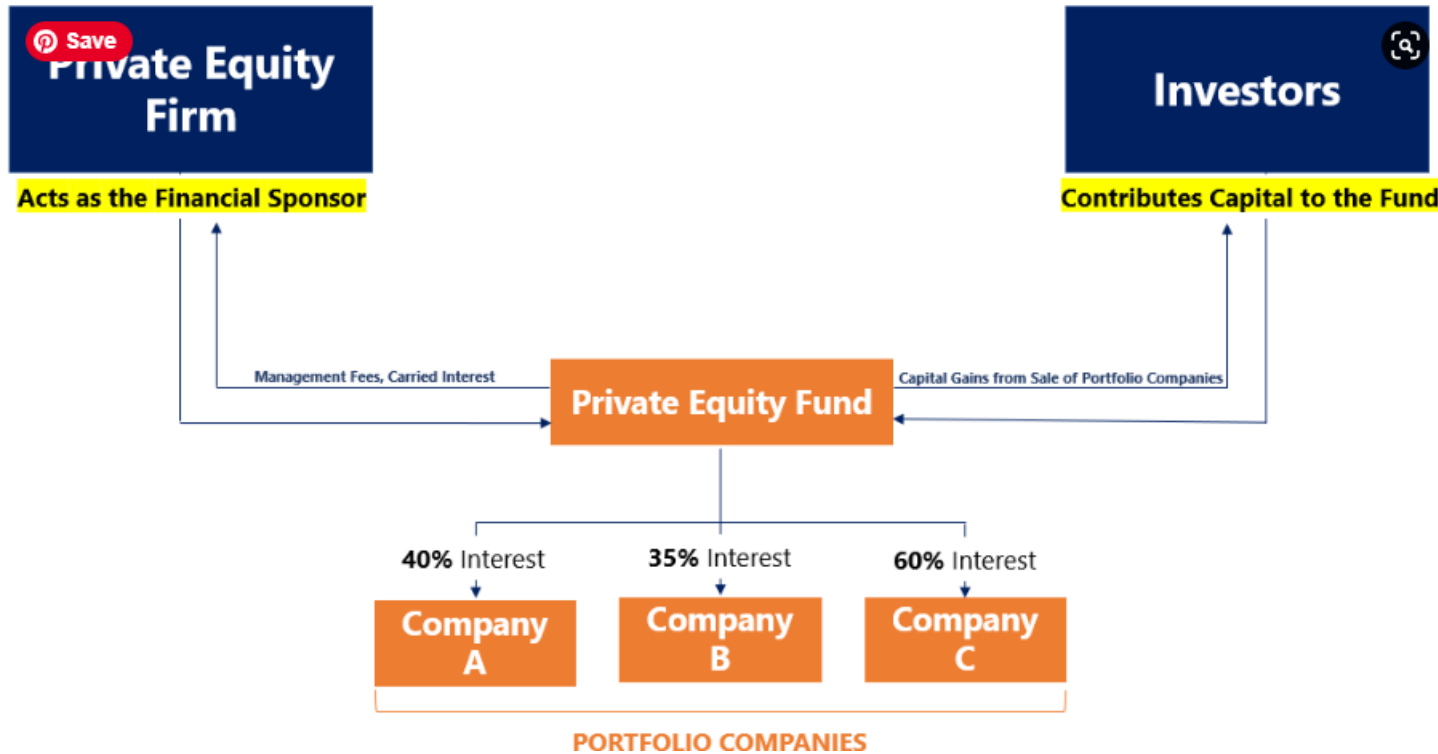 Save
Private Equity
Firm
Investors
Acts as the Financial Sponsor
Contributes Capital to the Fund
Management Fees, Carried Interest
Capital Gains from Sale of Portfolio Companies
Private Equity Fund
40% Interest
35% Interest
60% Interest
Company
A
Company
B
Company
C
PORTFOLIO COMPANIES